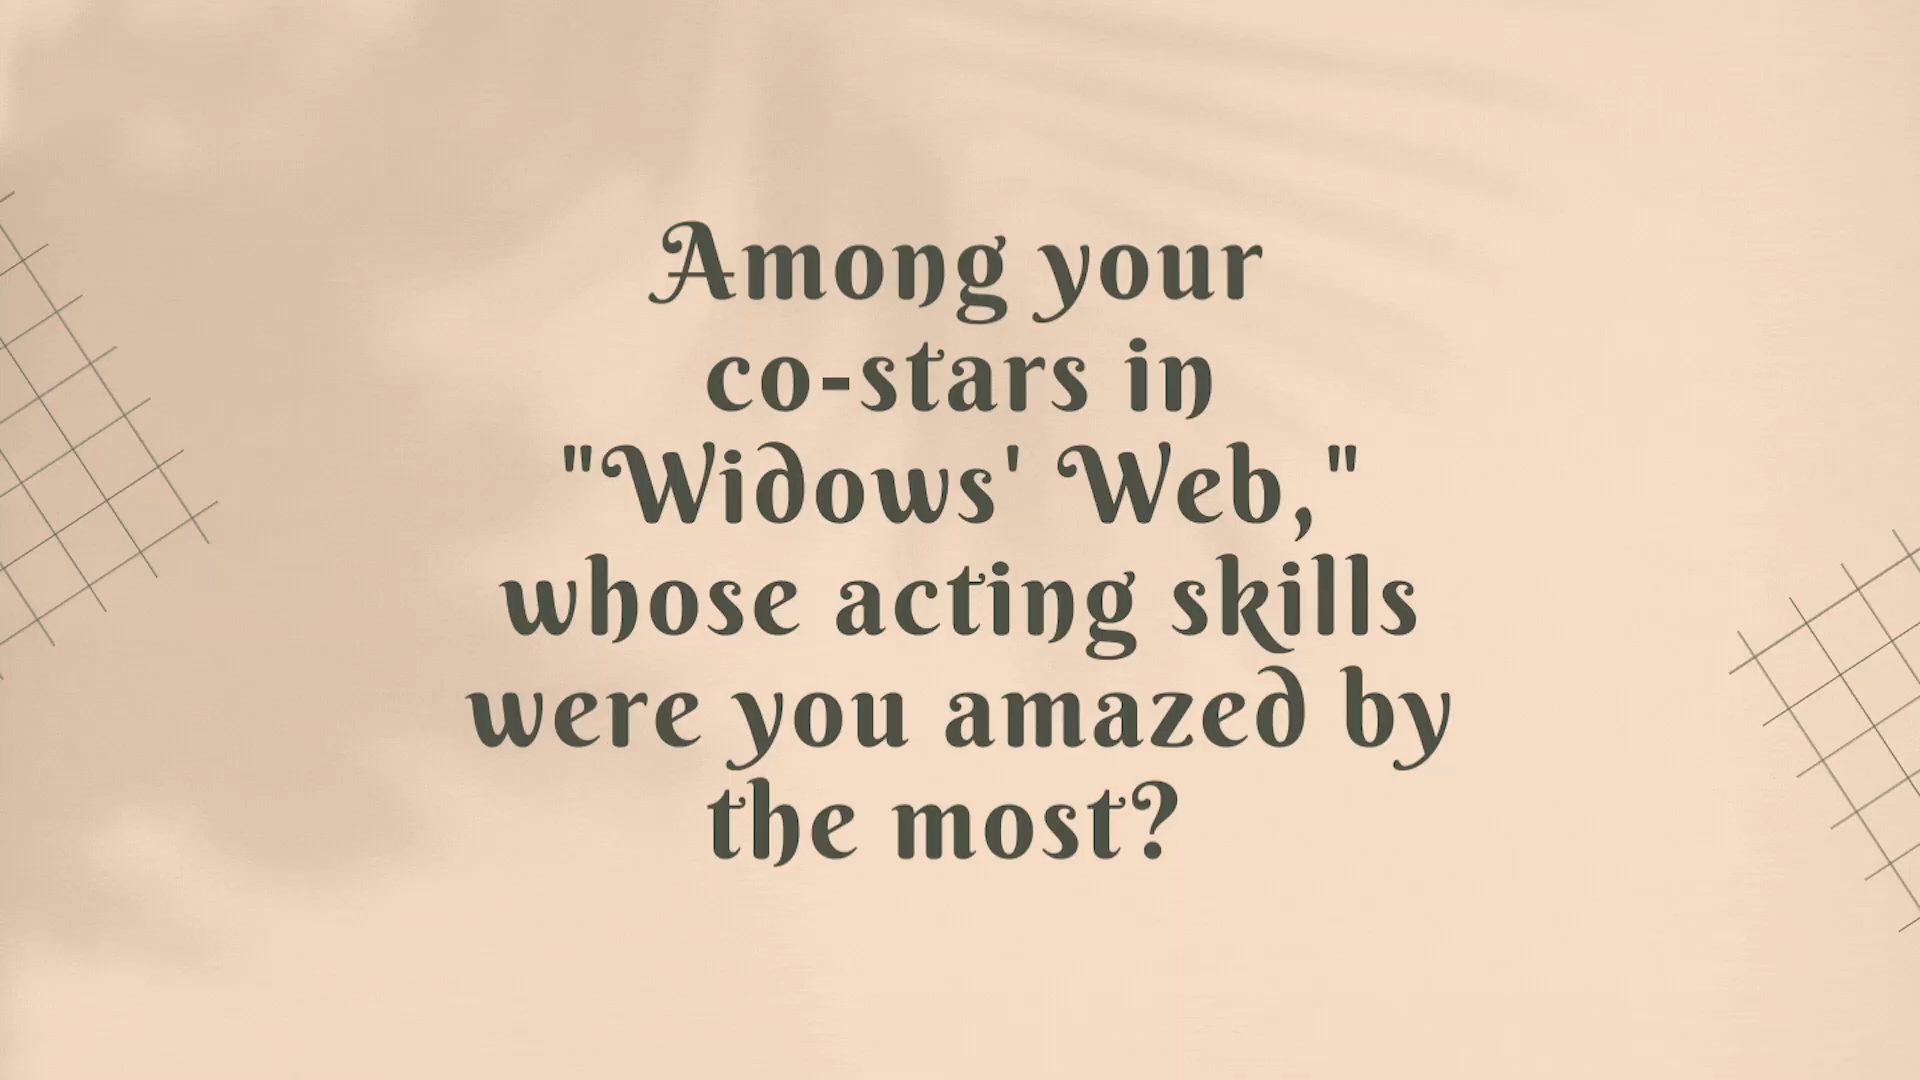 Among your
co-stars in
"Widows' Web,"
whose acting skills
were you amazed by
the most?